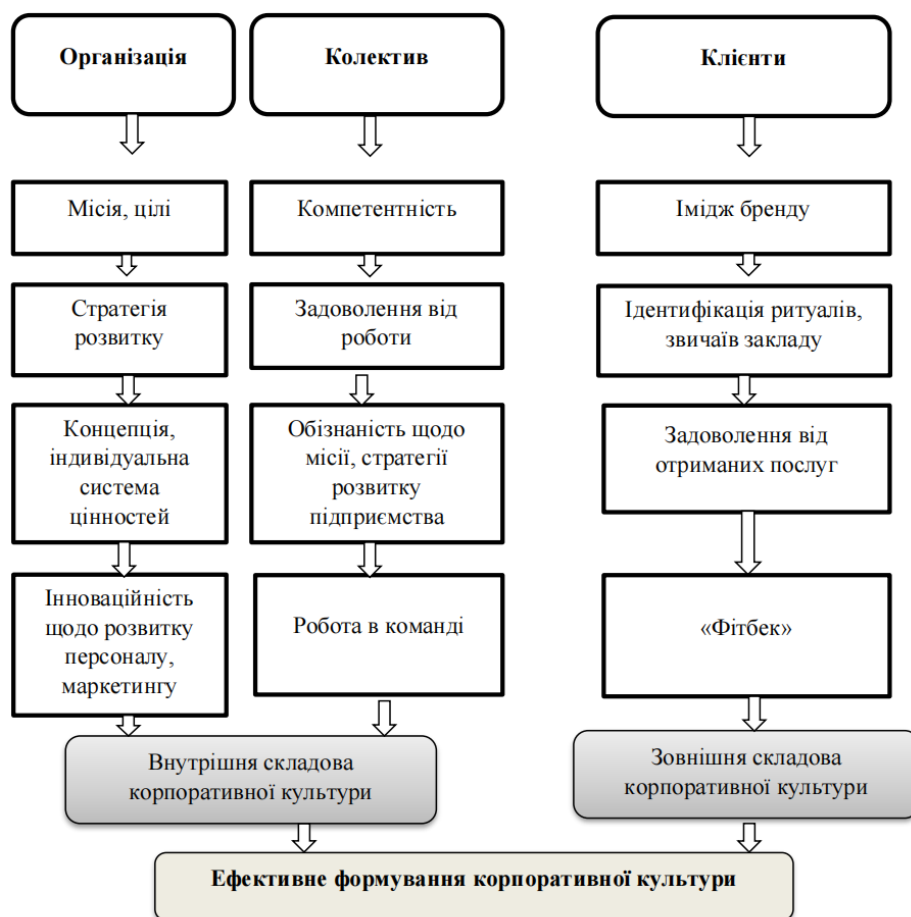 Організація
Колектив
Клієнти
Місія, цілі
Компетентність
Імідж бренду
Стратегія
розвитку
Задоволення від
роботи
Ідентифікація ритуалів,
звичаїв закладу
Концепція,
індивідуальна
система
цінностей
Обізнаність щодо
місії, стратегії
розвитку
підприємства
Задоволення від
отриманих послуг
Інноваційність
щодо розвитку
персоналу,
маркетингу
Робота в команді
«Фітбек»
Внутрішня складова
корпоративної культури
Зовнішня складова
корпоративної культури
Ефективне формування корпоративної культури